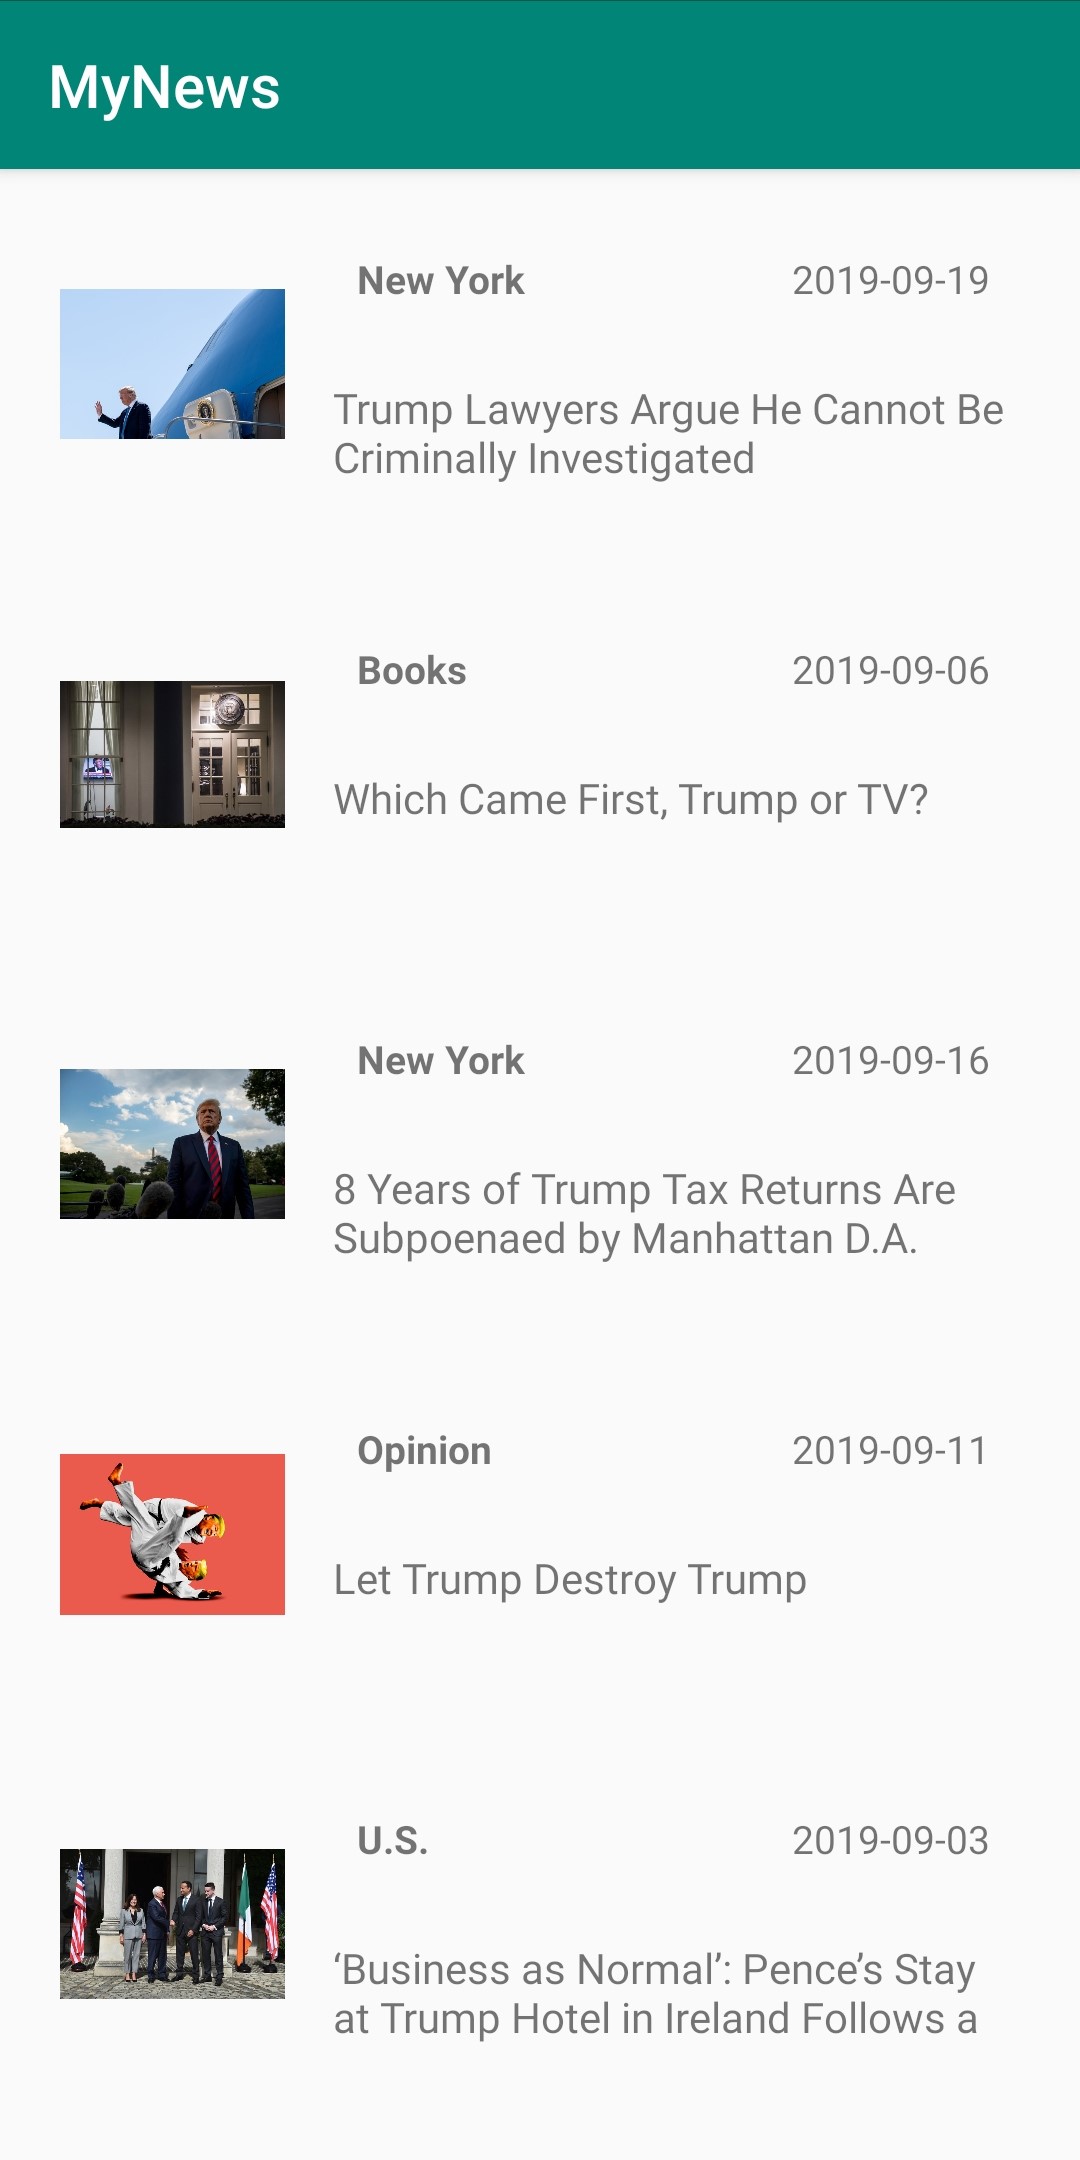 MyNews
New York
2019-09-19
Trump Lawyers Argue He Cannot Be
Criminally Investigated
Books
2019-09-06
Which Came First, Trump or TV?
New York
2019-09-16
8 Years of Trump Tax Returns Are
Subpoenaed by Manhattan D.A.
Opinion
2019-09-11
Let Trump Destroy Trump
U.S.
2019-09-03
‘Business as Normal’: Pence’s Stay
at Trump Hotel in Ireland Follows a